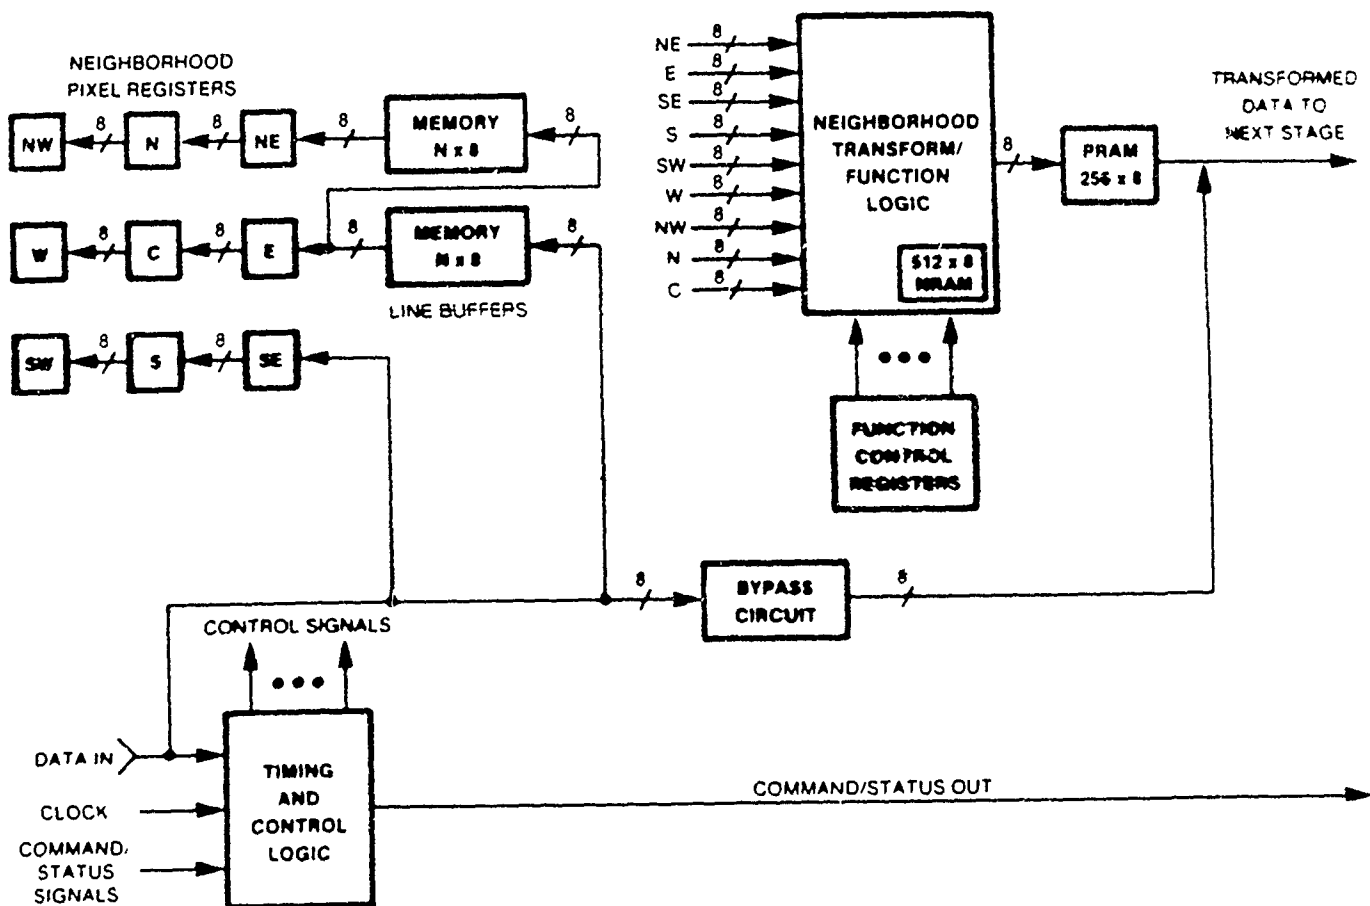 NEIGHBORHOOD
PIXEL REGISTERS
NW 8 N 8 NE 8 MEMORY 8
N x 8
W 8 C 8 E 8 MEMORY 8
N x 8
LINE BUFFERS
SW 8 S 8 SE
NE 8
E 8
SE 8
S 8
SW 8
W 8
NW 8
N 8
C 8
NEIGHBORHOOD
TRANSFORM/
FUNCTION
LOGIC
512 x 8
NRAM
8
PRAM
256 x 8
TRANSFORMED
DATA TO
NEXT STAGE
FUNCTION
CONTROL
REGISTERS
8
BYPASS
CIRCUIT
8
CONTROL SIGNALS
DATA IN
CLOCK
COMMAND/
STATUS
SIGNALS
TIMING
AND
CONTROL
LOGIC
COMMAND/STATUS OUT